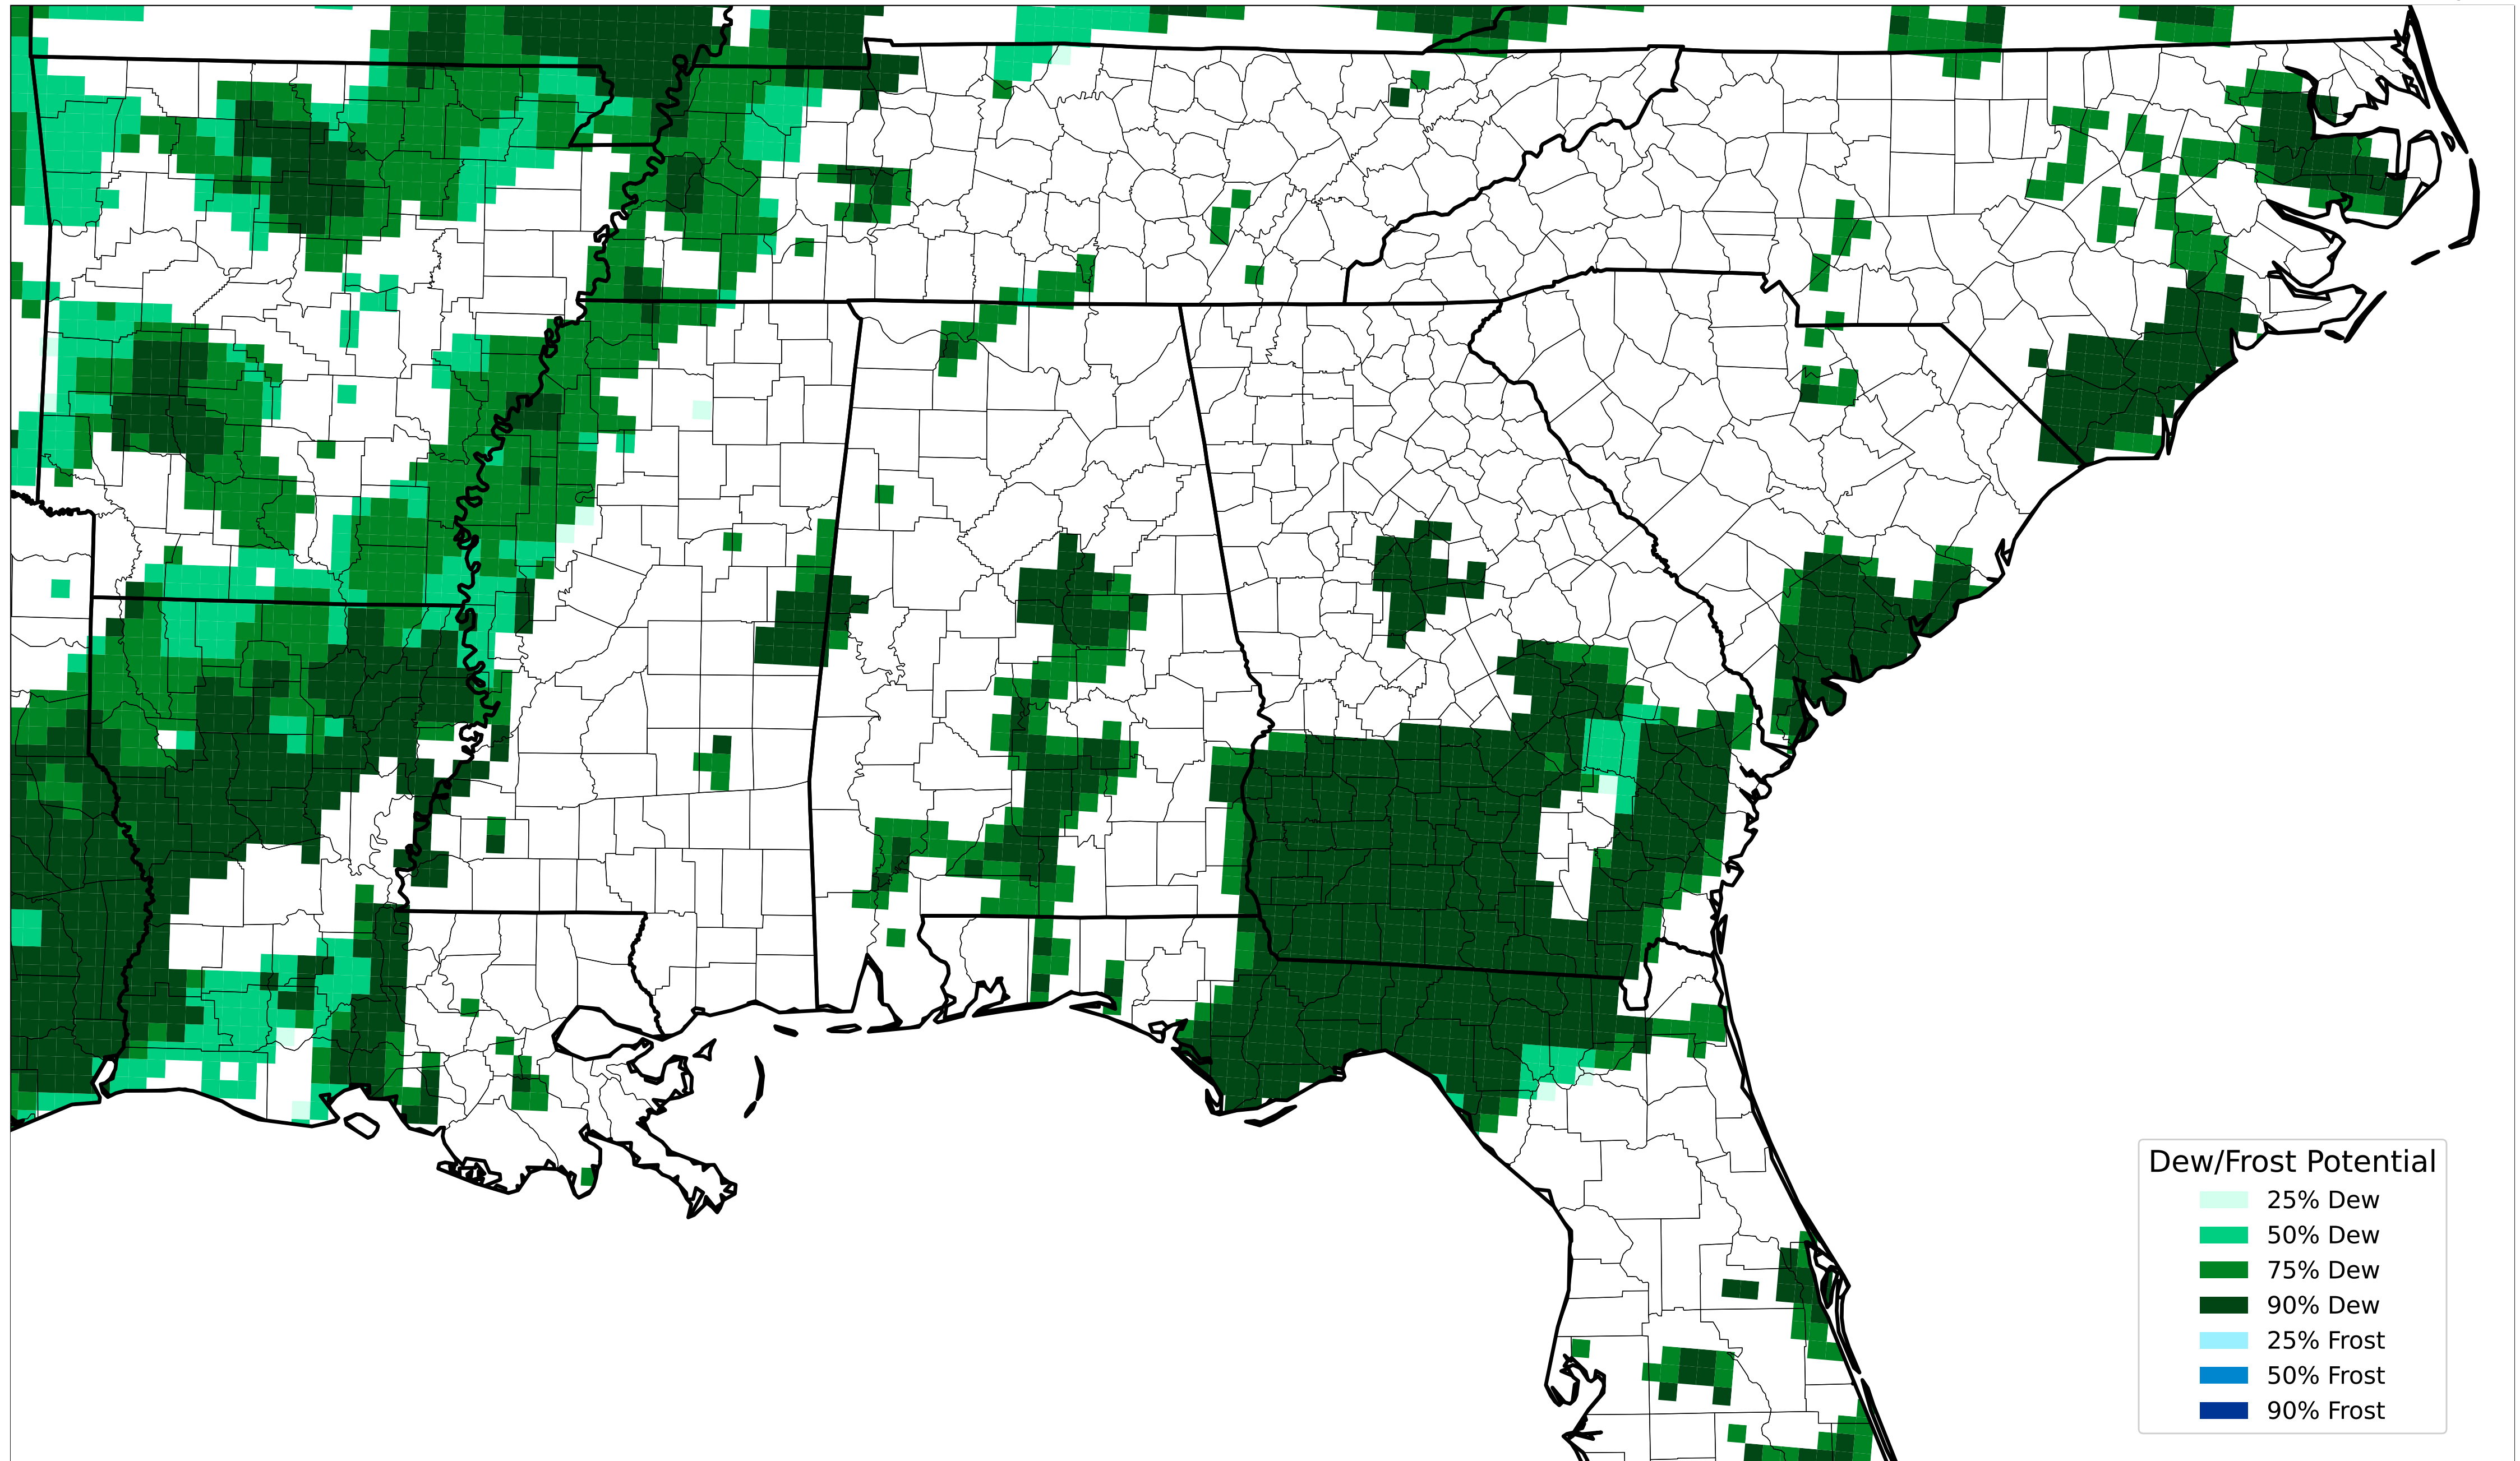 Dew/Frost Potential
25% Dew
50% Dew
75% Dew
90% Dew
25% Frost
50% Frost
90% Frost